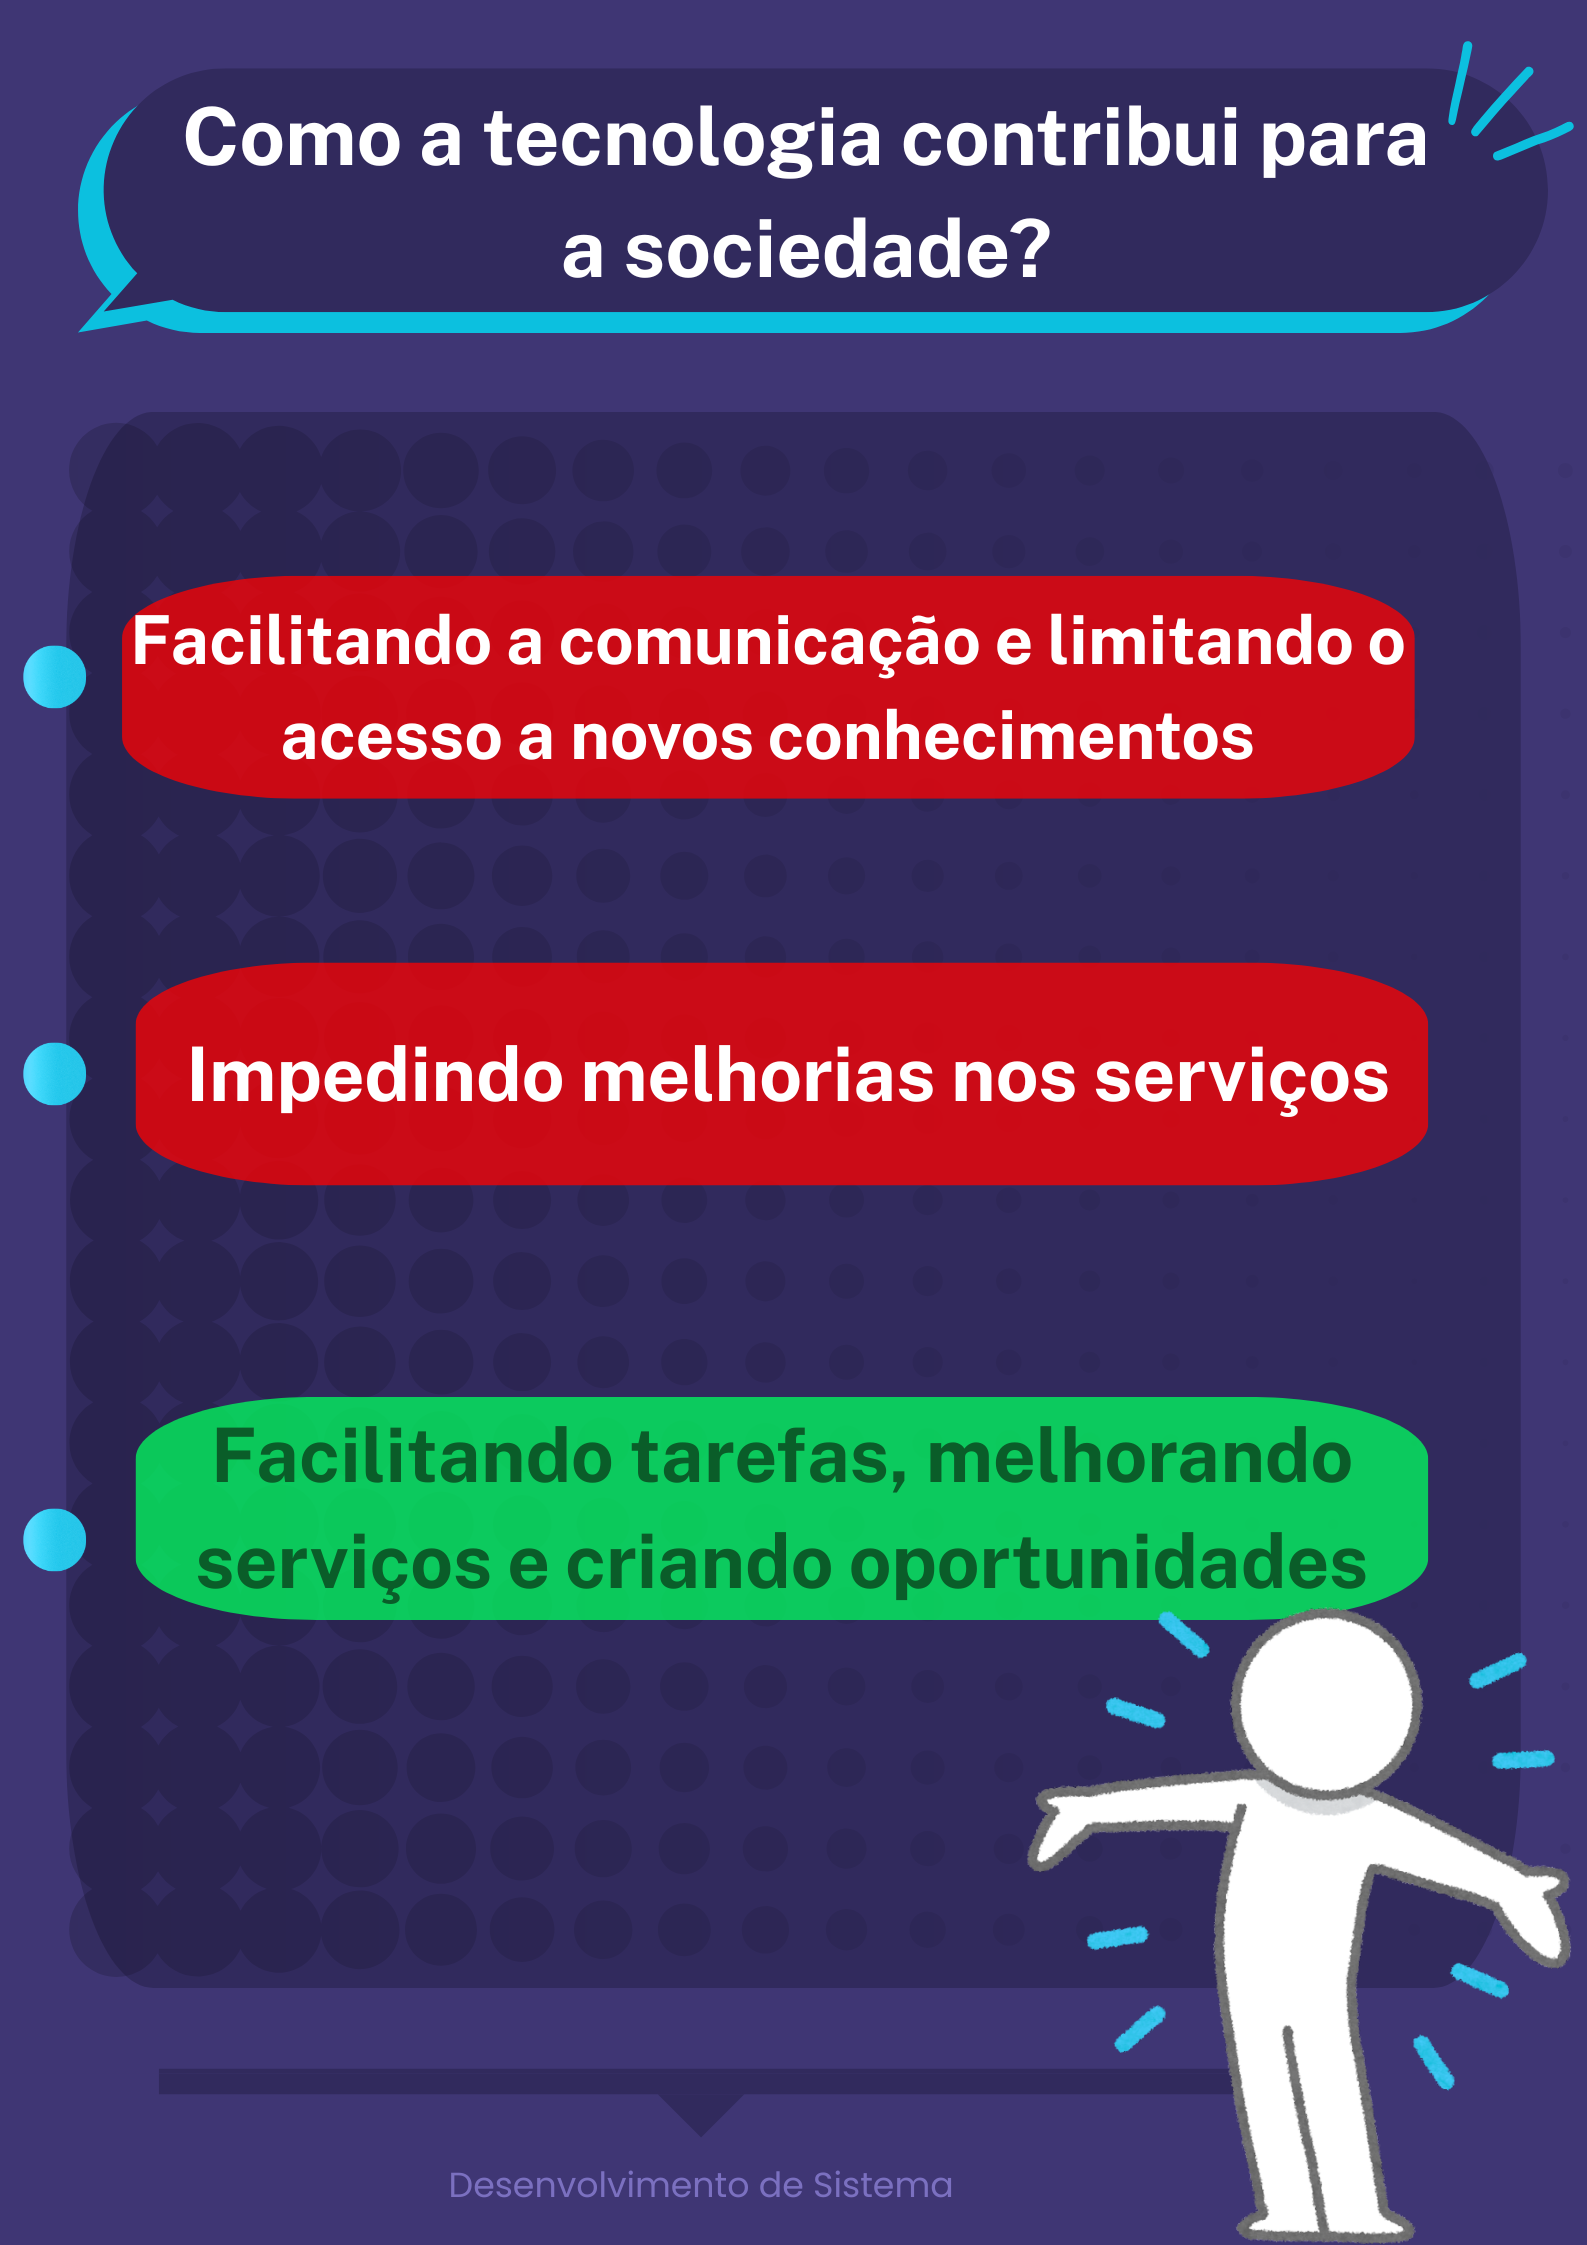 Como a tecnologia contribui para
a sociedade?
Facilitando a comunicação e limitando o
acesso a novos conhecimentos
Impedindo melhorias nos serviços
Facilitando tarefas, melhorando
serviços e criando oportunidades
Desenvolvimento de Sistema